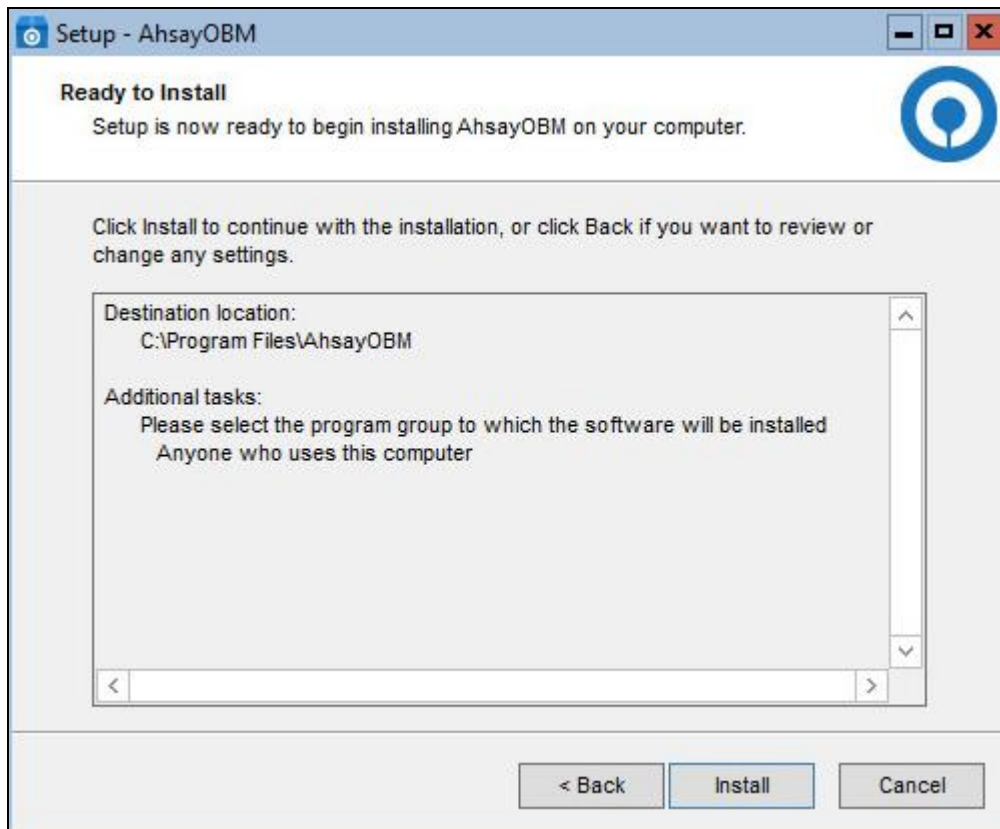 Setup - AhsayOBM
Ready to Install
Setup is now ready to begin installing AhsayOBM on your computer.
Click Install to continue with the installation, or click Back if you want to review or
change any settings.
Destination location:
C:\Program Files\AhsayOBM
Additional tasks:
Please select the program group to which the software will be installed
Anyone who uses this computer
< Back
Install
Cancel